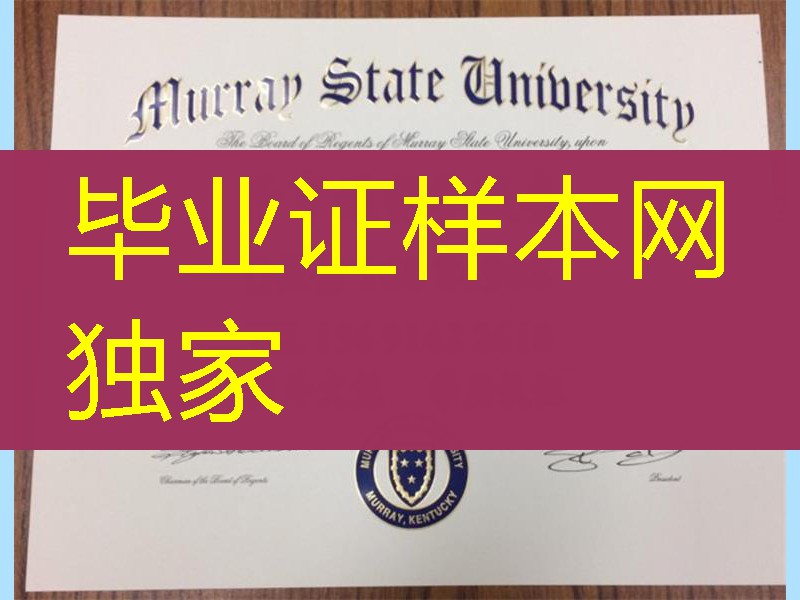 Murray State University
The Board of Regents of Murray State University, upon
毕业证样本网
独家
MURRAY, KENTUCKY
Chairman of the Board of Regents
President